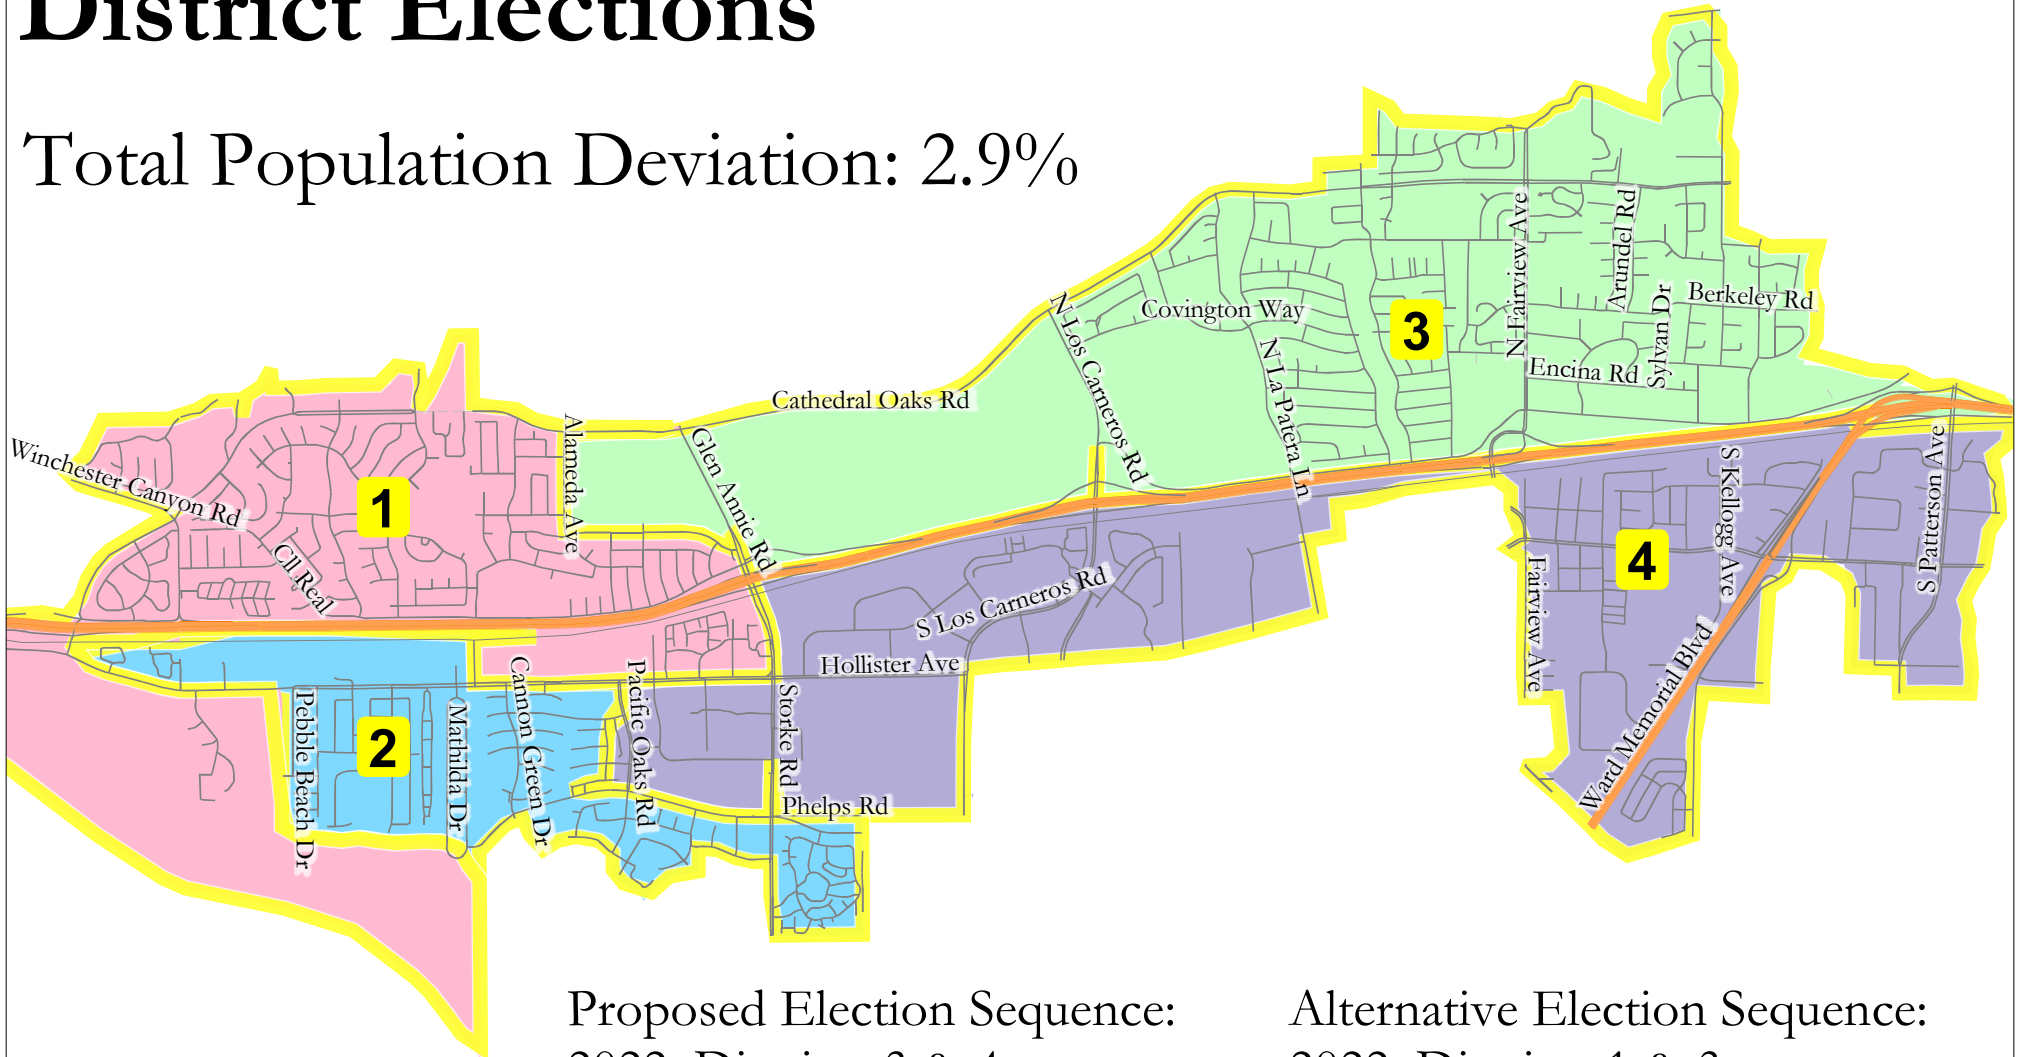 District Elections
Total Population Deviation: 2.9%
N Fairview Ave
Arundel Rd
Sylvan Dr
Berkeley Rd
Covington Way
N Los Carneros Rd
3
N La Patera Ln
Encina Rd
Cathedral Oaks Rd
Alameda Ave
Glen Annie Rd
Winchester Canyon Rd
1
Cll Real
S Kellogg Ave
S Patterson Ave
4
Fairview Ave
S Los Carneros Rd
Hollister Ave
Ward Memorial Blvd
Pebble Beach Dr
2
Mathilda Dr
Cannon Green Dr
Pacific Oaks Rd
Storke Rd
Phelps Rd
Proposed Election Sequence:
Alternative Election Sequence: